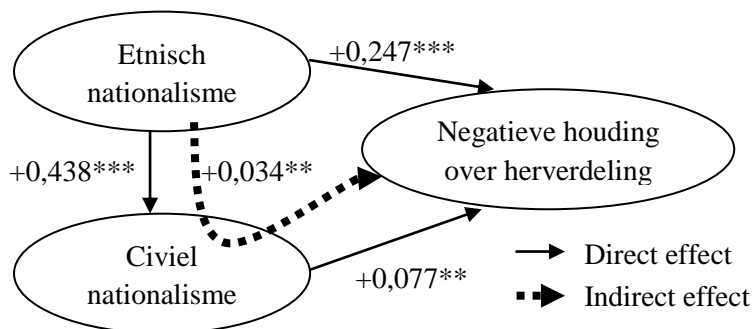 Etnisch
nationalisme
+0,247***
Negatieve houding
over herverdeling
+0,438***
+0,034**
Civiel
nationalisme
+0,077**
Direct effect
Indirect effect